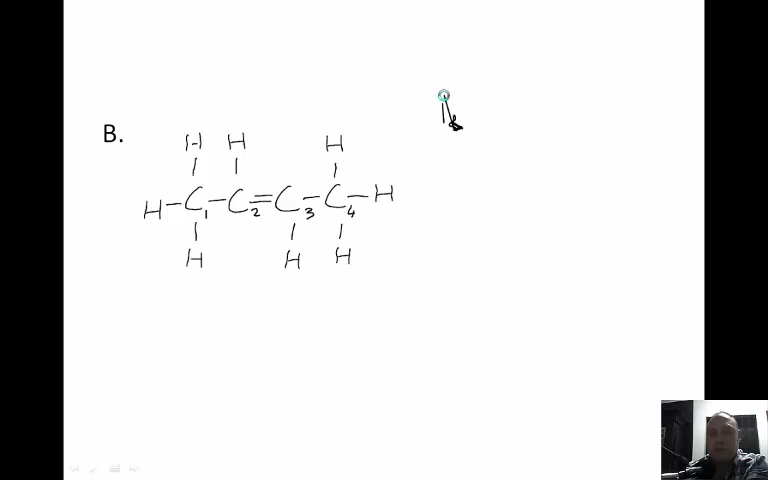 B.
H H H
H-C₁-C₂=C₃-C₄-H
H H H